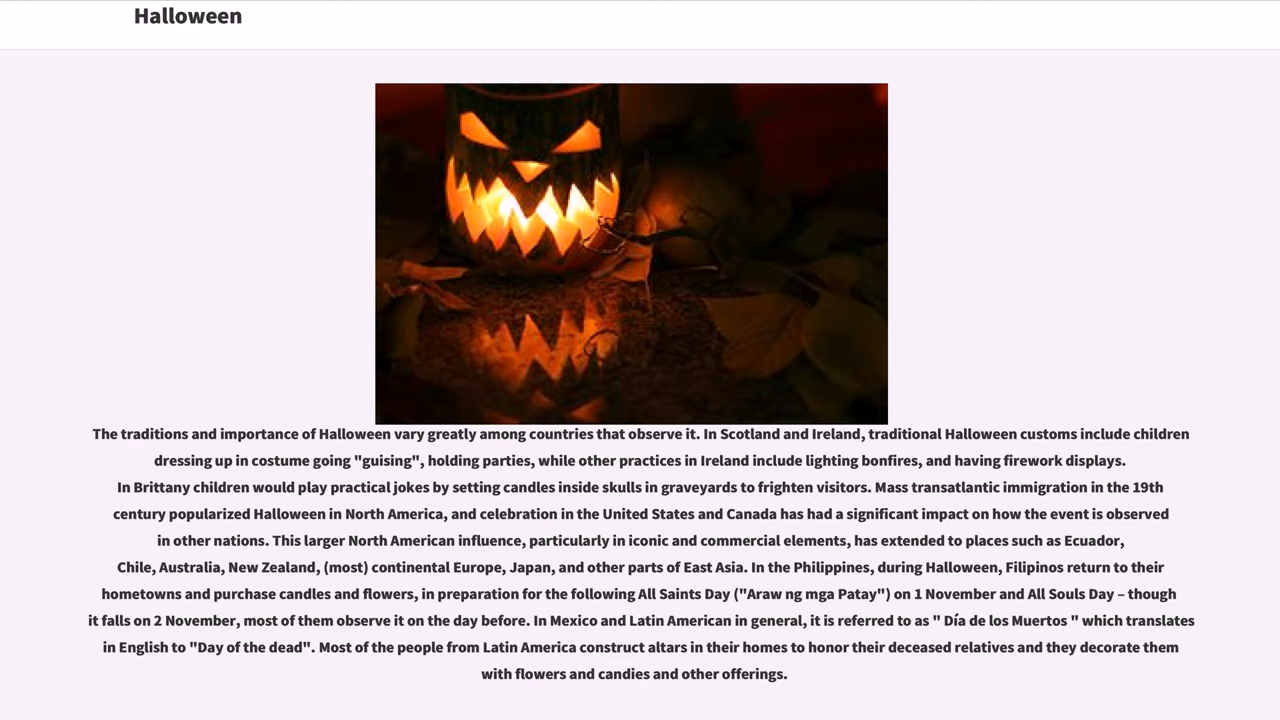 Halloween
The traditions and importance of Halloween vary greatly among countries that observe it. In Scotland and Ireland, traditional Halloween customs include children
dressing up in costume going "guising", holding parties, while other practices in Ireland include lighting bonfires, and having firework displays.
In Brittany children would play practical jokes by setting candles inside skulls in graveyards to frighten visitors. Mass transatlantic immigration in the 19th
century popularized Halloween in North America, and celebration in the United States and Canada has had a significant impact on how the event is observed
in other nations. This larger North American influence, particularly in iconic and commercial elements, has extended to places such as Ecuador,
Chile, Australia, New Zealand, (most) continental Europe, Japan, and other parts of East Asia. In the Philippines, during Halloween, Filipinos return to their
hometowns and purchase candles and flowers, in preparation for the following All Saints Day ("Araw ng mga Patay") on 1 November and All Souls Day – though
it falls on 2 November, most of them observe it on the day before. In Mexico and Latin American in general, it is referred to as " Día de los Muertos " which translates
in English to "Day of the dead". Most of the people from Latin America construct altars in their homes to honor their deceased relatives and they decorate them
with flowers and candies and other offerings.